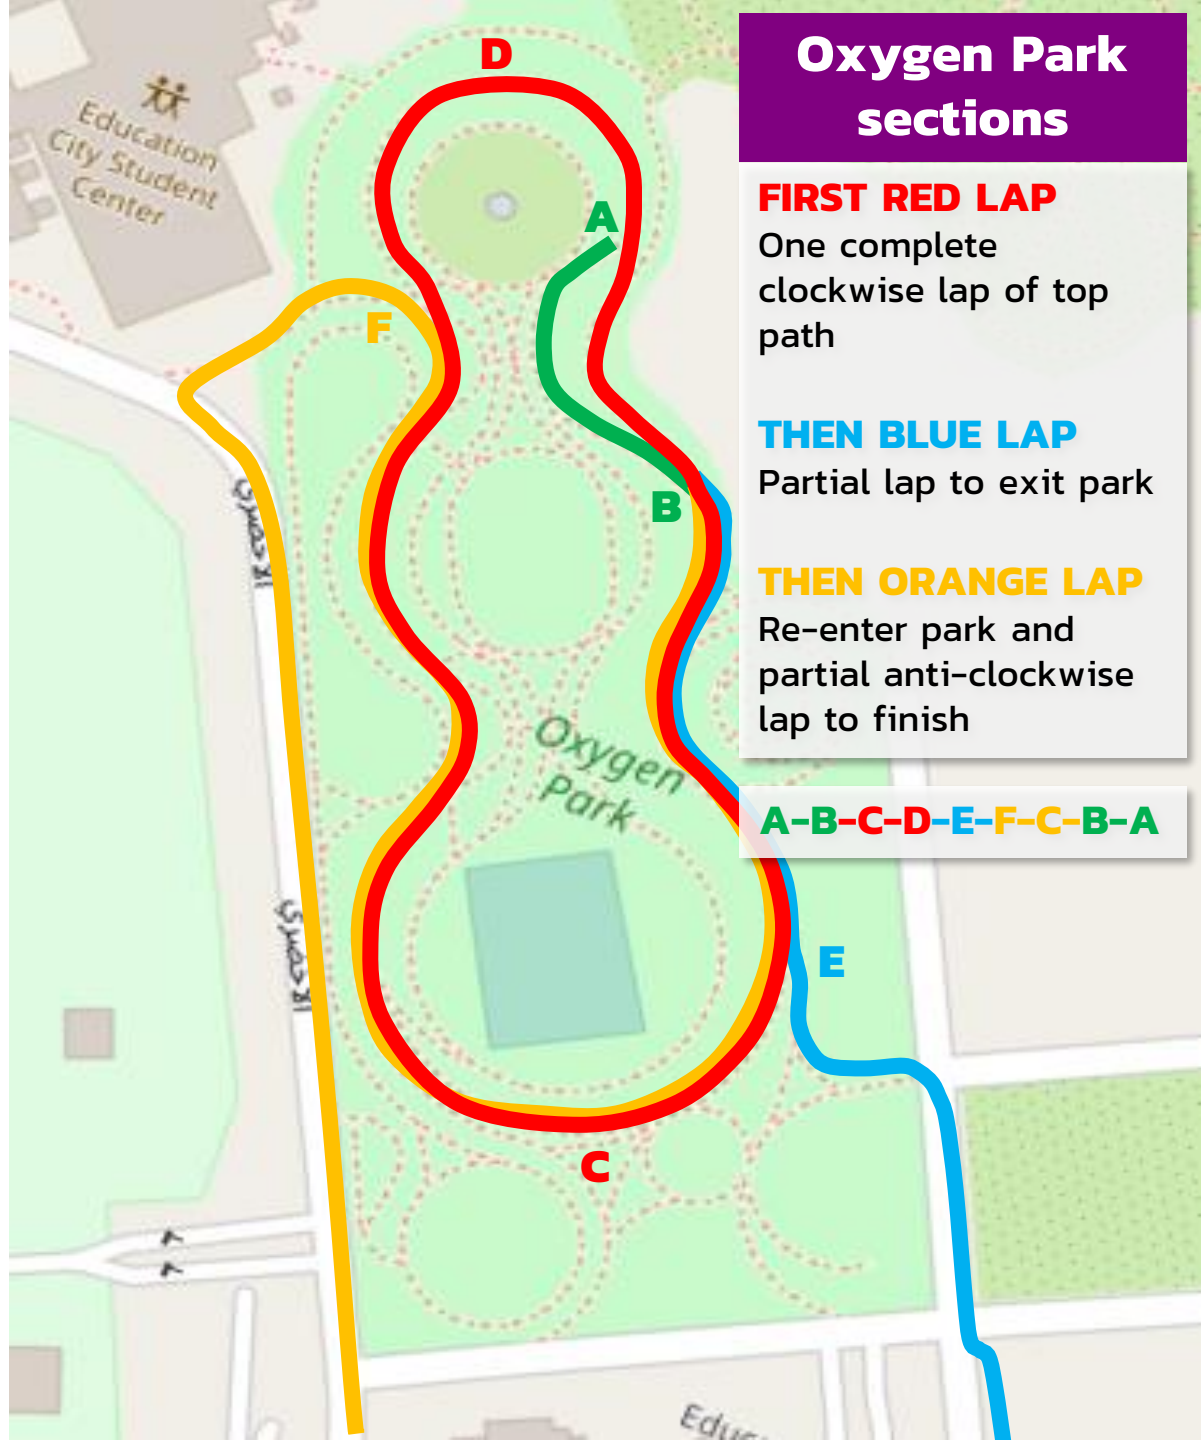 D
Oxygen Park
sections
Education
City Student
Center
FIRST RED LAP
One complete
clockwise lap of top
path
A
F
THEN BLUE LAP
Partial lap to exit park
B
THEN ORANGE LAP
Re-enter park and
partial anti-clockwise
lap to finish
Oxygen
Park
A-B-C-D-E-F-C-B-A
E
C